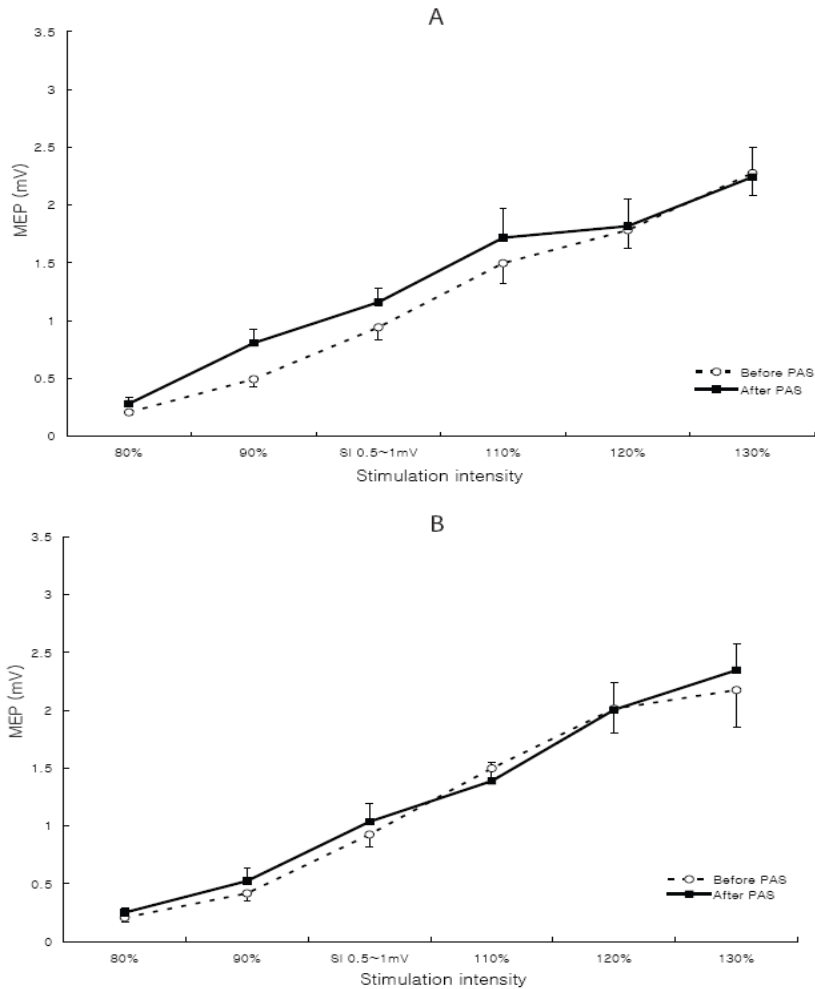 A
3.5
3
2.5
2
1.5
1
0.5
0
MEP (mV)
Before PAS
After PAS
80% 90% SI 0.5~1mV 110% 120% 130%
Stimulation intensity
B
3.5
3
2.5
2
1.5
1
0.5
0
MEP (mV)
Before PAS
After PAS
80% 90% SI 0.5~1mV 110% 120% 130%
Stimulation intensity